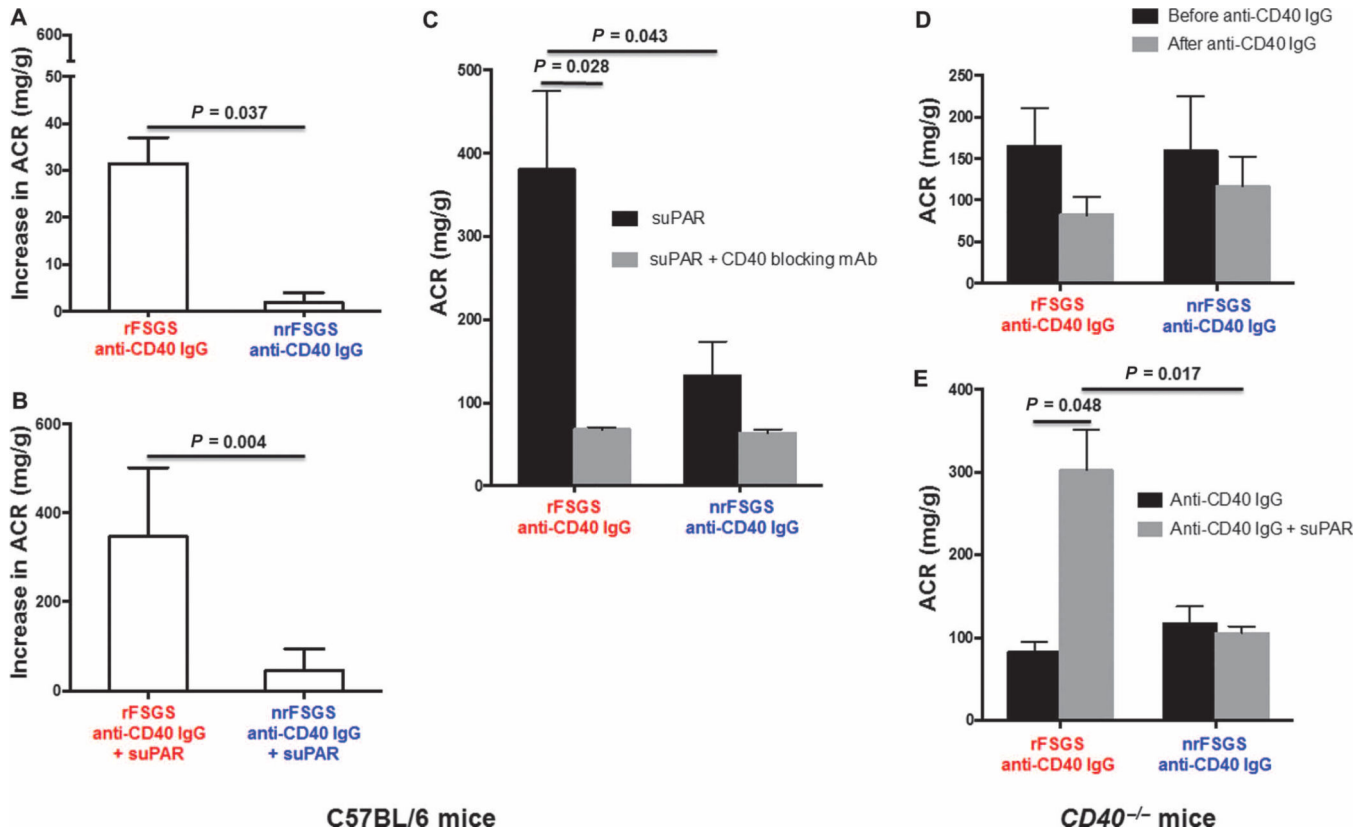 A
Increase in ACR (mg/g)
600
50
40
30
20
10
0
P = 0.037
rFSGS
anti-CD40 IgG
nrFSGS
anti-CD40 IgG
B
Increase in ACR (mg/g)
600
400
200
0
P = 0.004
rFSGS
anti-CD40 IgG
+ suPAR
nrFSGS
anti-CD40 IgG
+ suPAR
C
ACR (mg/g)
500
400
300
200
100
0
P = 0.043
P = 0.028
suPAR
suPAR + CD40 blocking mAb
rFSGS
anti-CD40 IgG
nrFSGS
anti-CD40 IgG
C57BL/6 mice
D
Before anti-CD40 IgG
After anti-CD40 IgG
ACR (mg/g)
250
200
150
100
50
0
rFSGS
anti-CD40 IgG
nrFSGS
anti-CD40 IgG
E
ACR (mg/g)
400
300
200
100
0
P = 0.017
P = 0.048
Anti-CD40 IgG
Anti-CD40 IgG + suPAR
rFSGS
anti-CD40 IgG
nrFSGS
anti-CD40 IgG
CD40⁻/⁻ mice